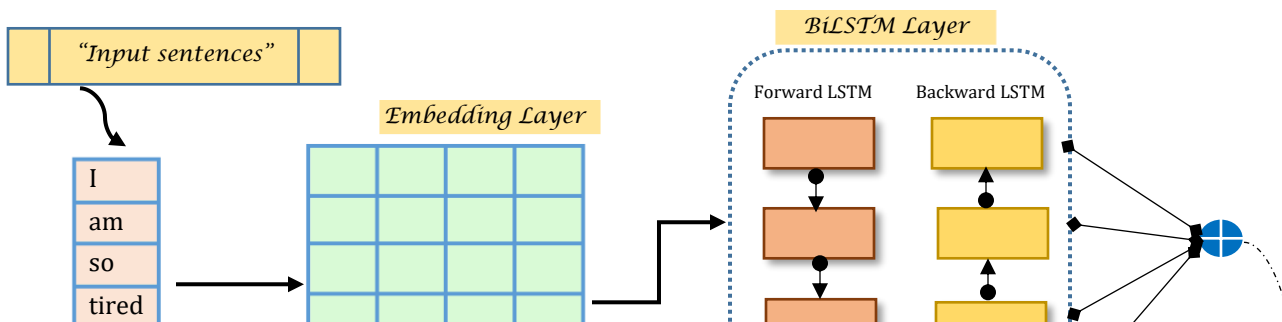 “Input sentences”
I
am
so
tired
Embedding Layer
BiLSTM Layer
Forward LSTM
Backward LSTM